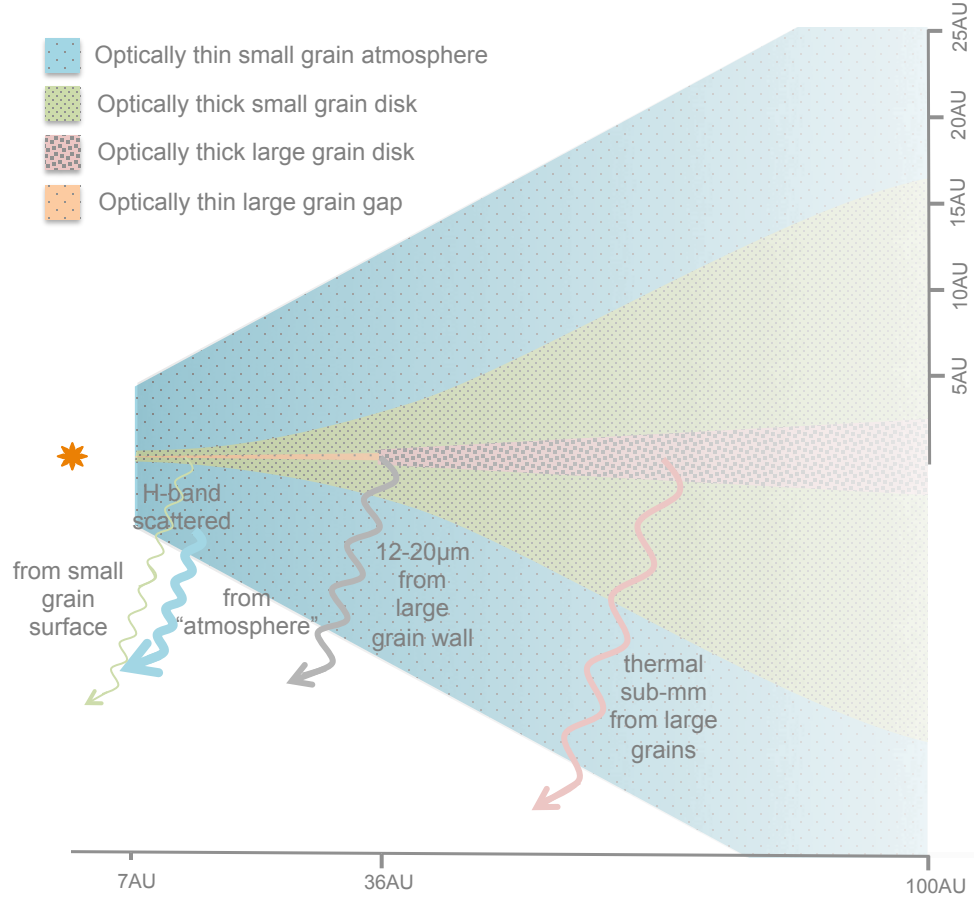 Optically thin small grain atmosphere
Optically thick small grain disk
Optically thick large grain disk
Optically thin large grain gap
25AU
20AU
15AU
10AU
5AU
H-band
scattered
from small
grain
surface
from
“atmosphere”
12-20µm
from
large
grain wall
thermal
sub-mm
from large
grains
7AU
36AU
100AU